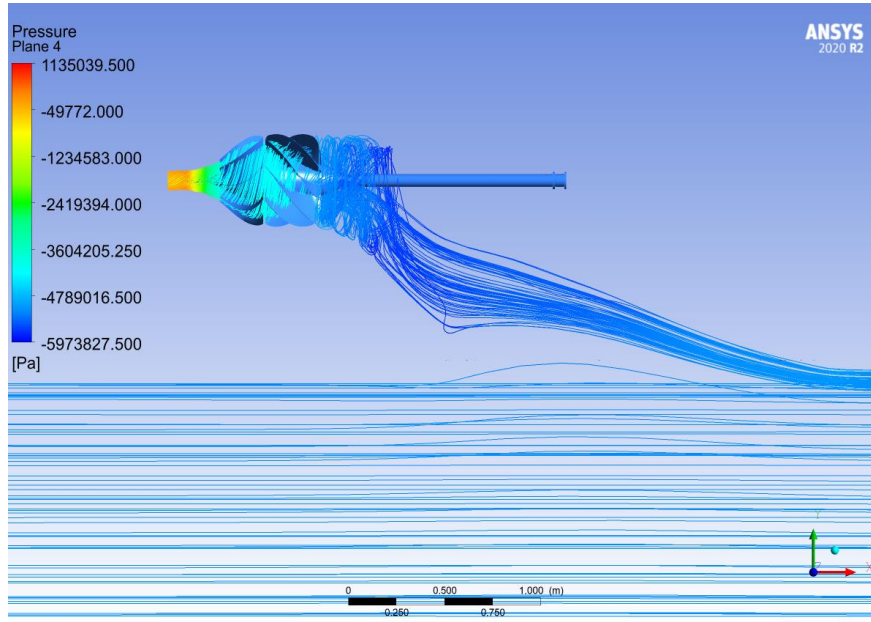 Pressure
Plane 4
1135039.500
-49772.000
-1234583.000
-2419394.000
-3604205.250
-4789016.500
-5973827.500
[Pa]
ANSYS
2020 R2
Y
X
0 0.500 1.000 (m)
0.250 0.750